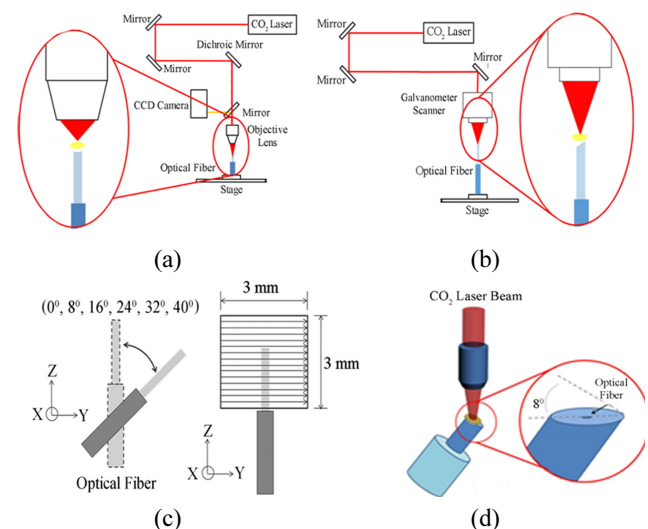 Mirror
CO2 Laser
Mirror
Dichroic Mirror
CCD Camera
Mirror
Objective
Lens
Optical Fiber
Stage
(a)
CO2 Laser
Mirror
Mirror
Galvanometer
Scanner
Optical Fiber
Stage
(b)
(0⁰, 8⁰, 16⁰, 24⁰, 32⁰, 40⁰)
Z
X
Y
Optical Fiber
3 mm
3 mm
Z
X
Y
(c)
CO2 Laser Beam
8⁰
Optical
Fiber
(d)